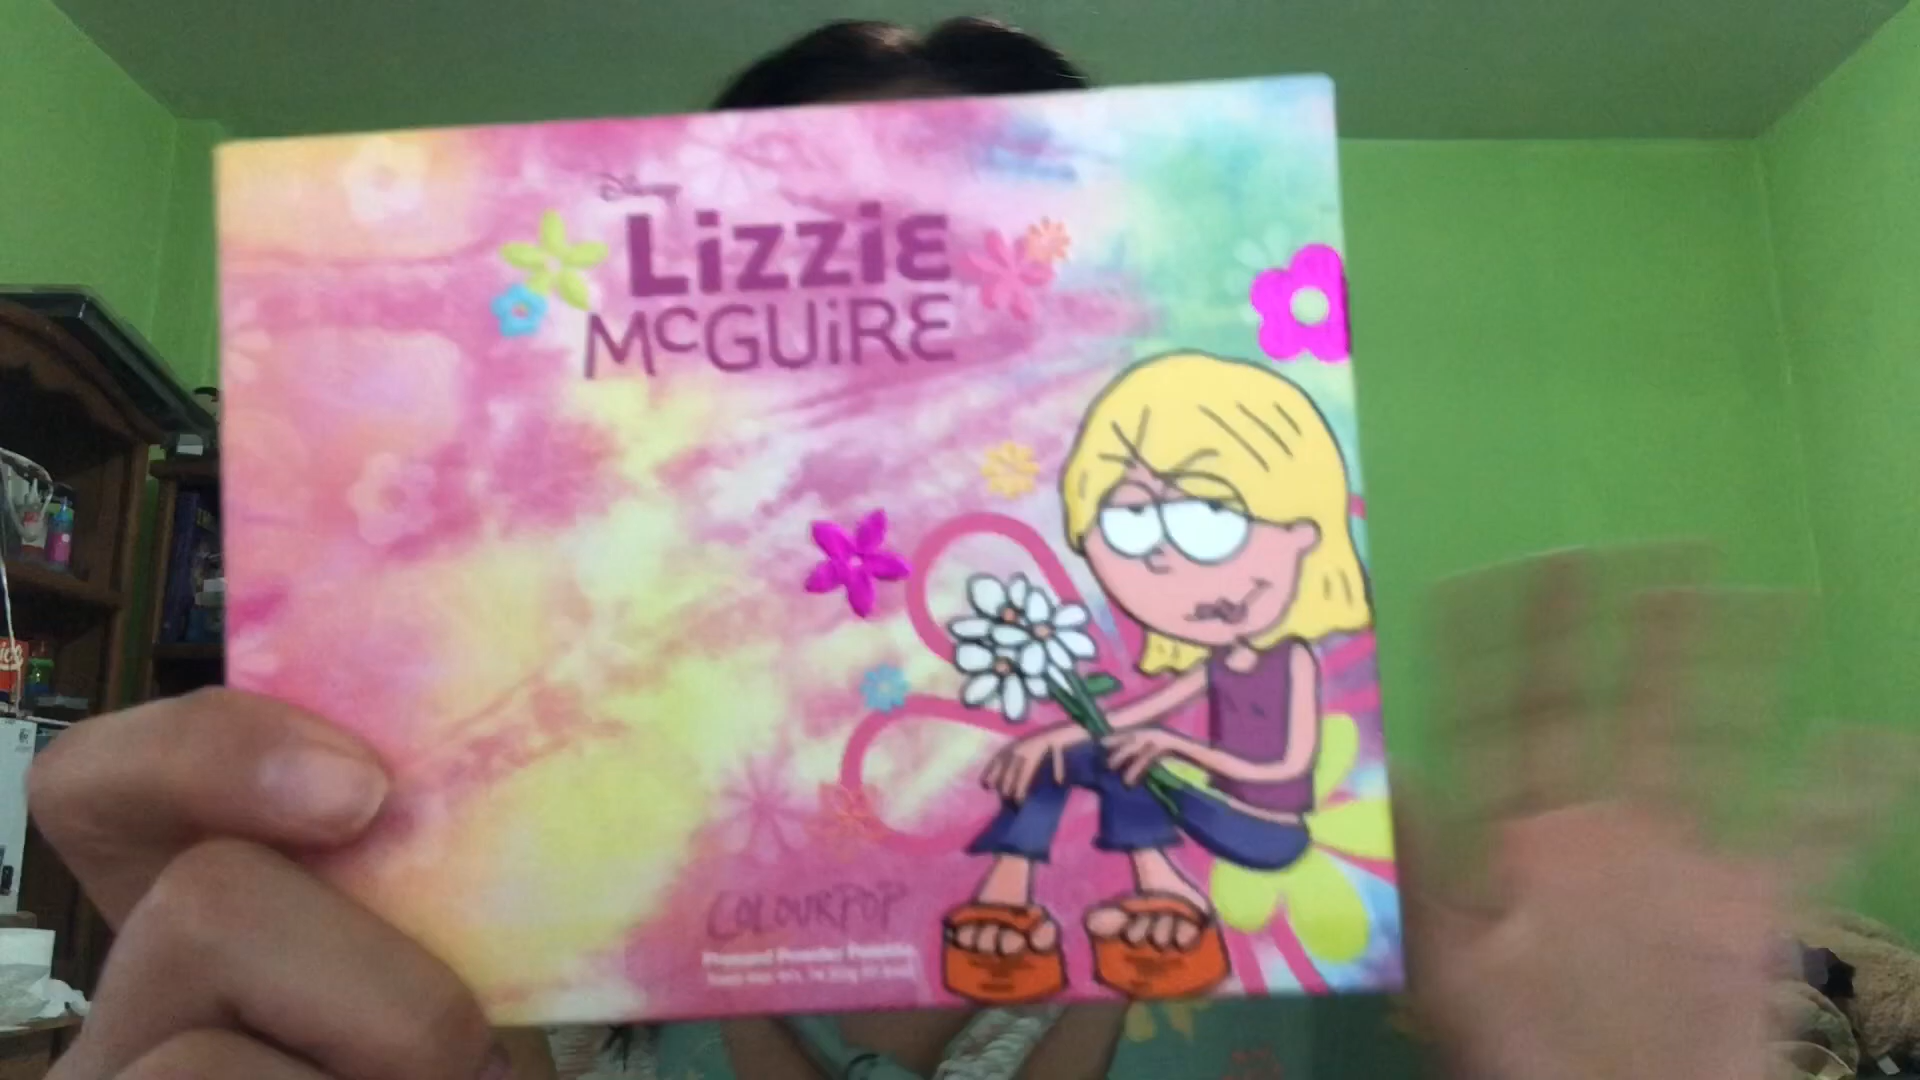 Disney
Lizzie
McGUiRE
COLOURPOP
Pressed Powder Palette